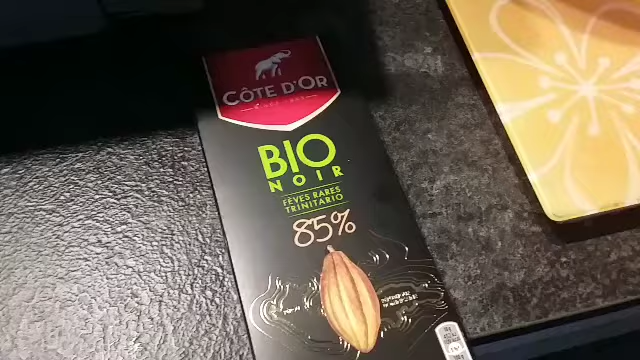 CÔTE D'OR
BIO
NOIR
FÈVES RARES
TRINITARIO
85%